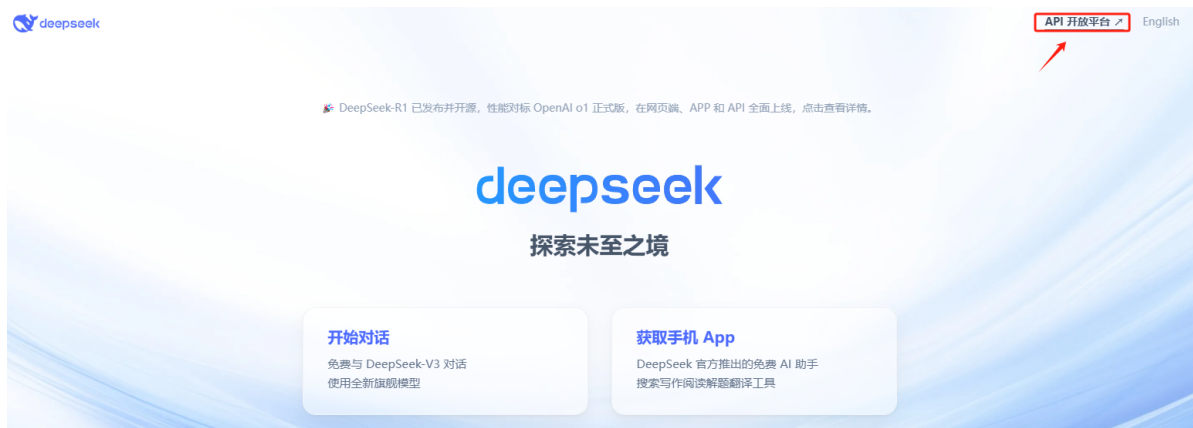 deepseek
API 开放平台 ↗
English
🎉 DeepSeek-R1 已发布并开源，性能对标 OpenAI o1 正式版，在网页端、APP 和 API 全面上线，点击查看详情。
deepseek
探索未至之境
开始对话
免费与 DeepSeek-V3 对话
使用全新旗舰模型
获取手机 App
DeepSeek 官方推出的免费 AI 助手
搜索写作阅读解题翻译工具